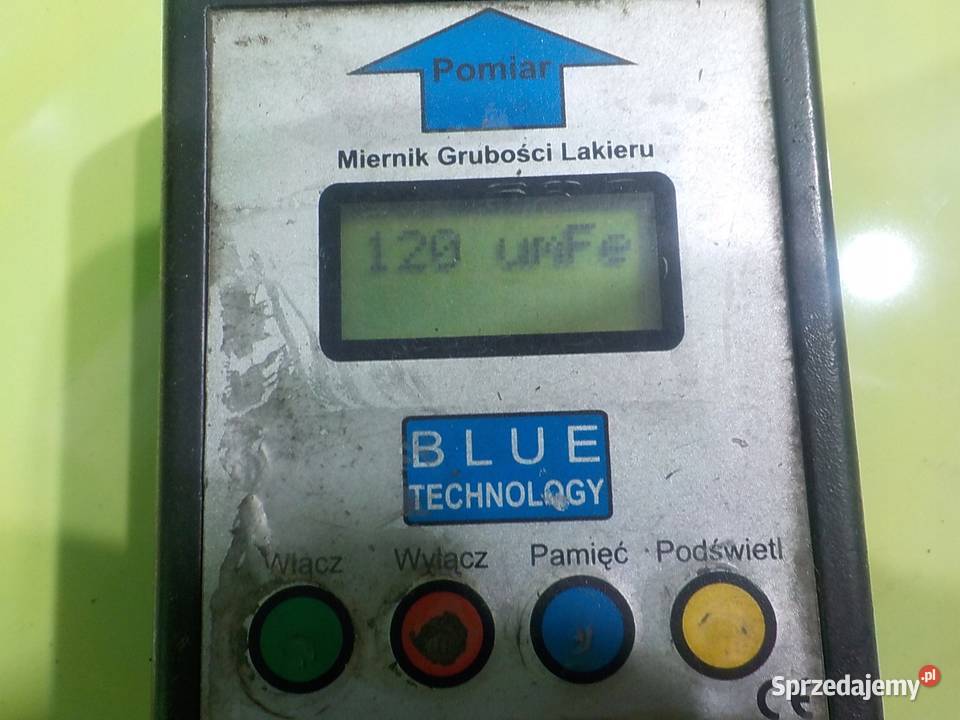 Pomiar
Miernik Grubości Lakieru
120 umFe
BLUE
TECHNOLOGY
Włącz Wyłącz Pamięć Podświetl
CE
Sprzedajemy.pl